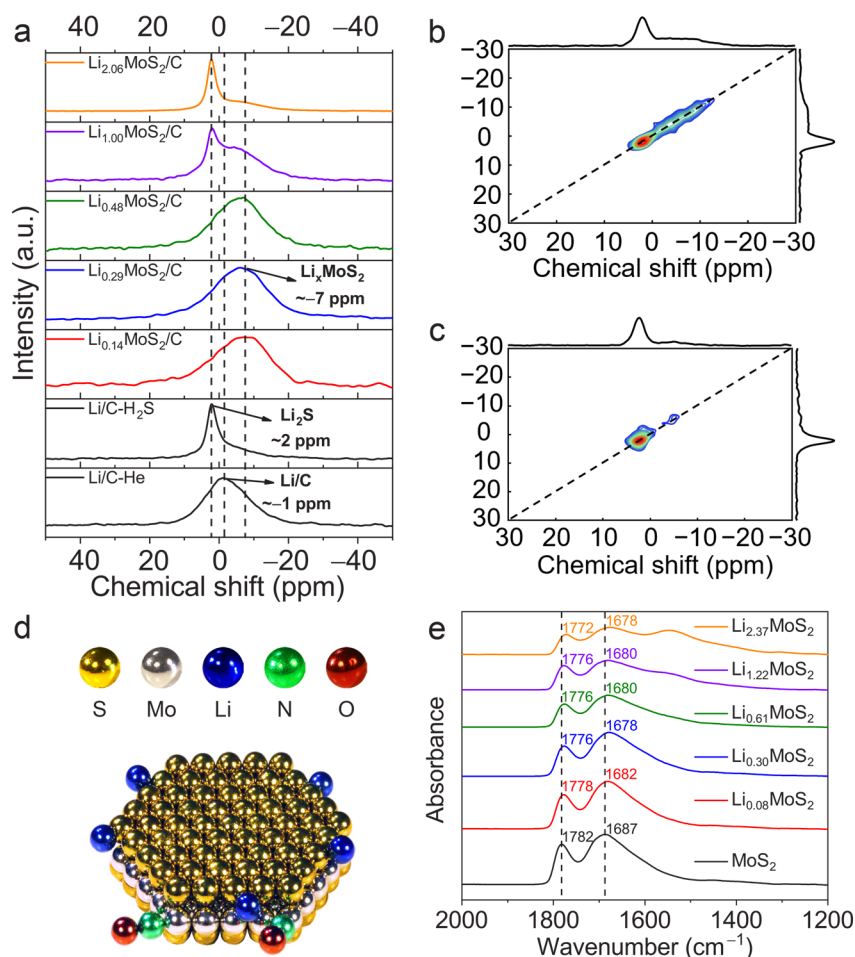 a
50 0 −50
Li2.06MoS2/C
Li1.00MoS2/C
Li0.48MoS2/C
Li0.29MoS2/C
LixMoS2
~−7 ppm
Li0.14MoS2/C
Li/C-H2S
Li2S
~2 ppm
Li/C-He
Li/C
~−1 ppm
Intensity (a.u.)
40 20 0 −20 −40
Chemical shift (ppm)
b
−30
−20
−10
0
10
20
30
30 20 10 0 −10 −20 −30
Chemical shift (ppm)
c
−30
−20
−10
0
10
20
30
30 20 10 0 −10 −20 −30
Chemical shift (ppm)
d
S Mo Li N O
e
1772 1678 Li2.37MoS2
1776 1680 Li1.22MoS2
1776 1680 Li0.61MoS2
1776 1678 Li0.30MoS2
1778 1682 Li0.08MoS2
1782 1687 MoS2
Absorbance
2000 1800 1600 1400 1200
Wavenumber (cm−1)